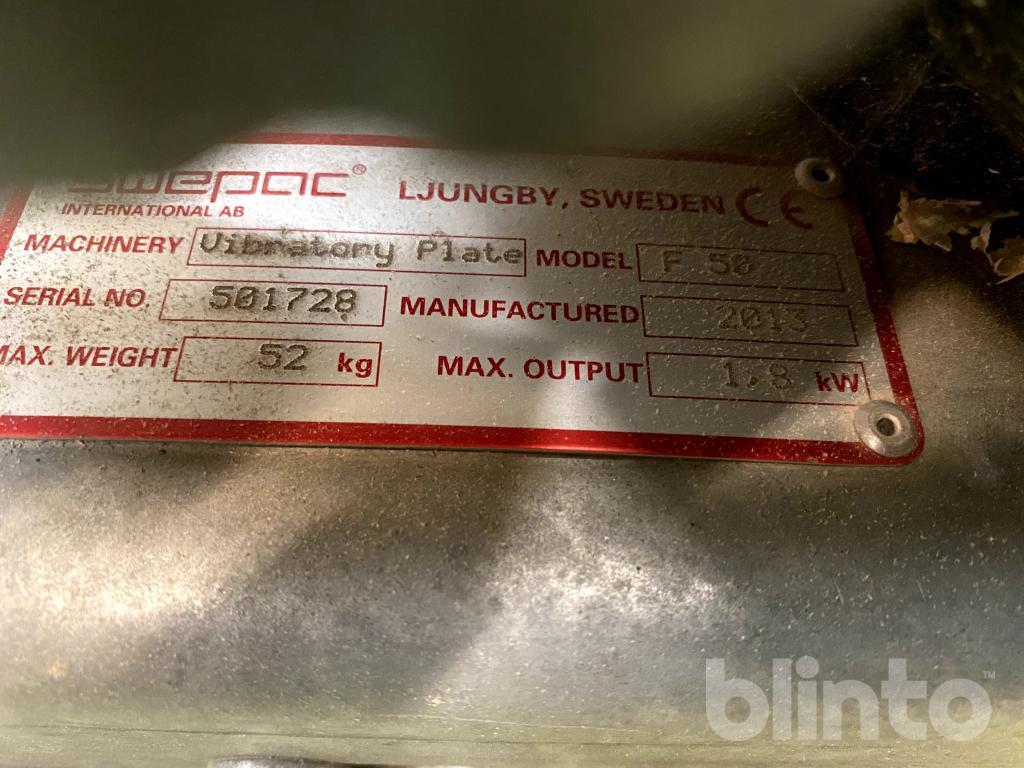 swepac® LJUNGBY, SWEDEN CE
INTERNATIONAL AB
MACHINERY Vibratory Plate MODEL F 50
SERIAL NO. 501728 MANUFACTURED 2013
MAX. WEIGHT 52 kg MAX. OUTPUT 1,8 kW
blinto™